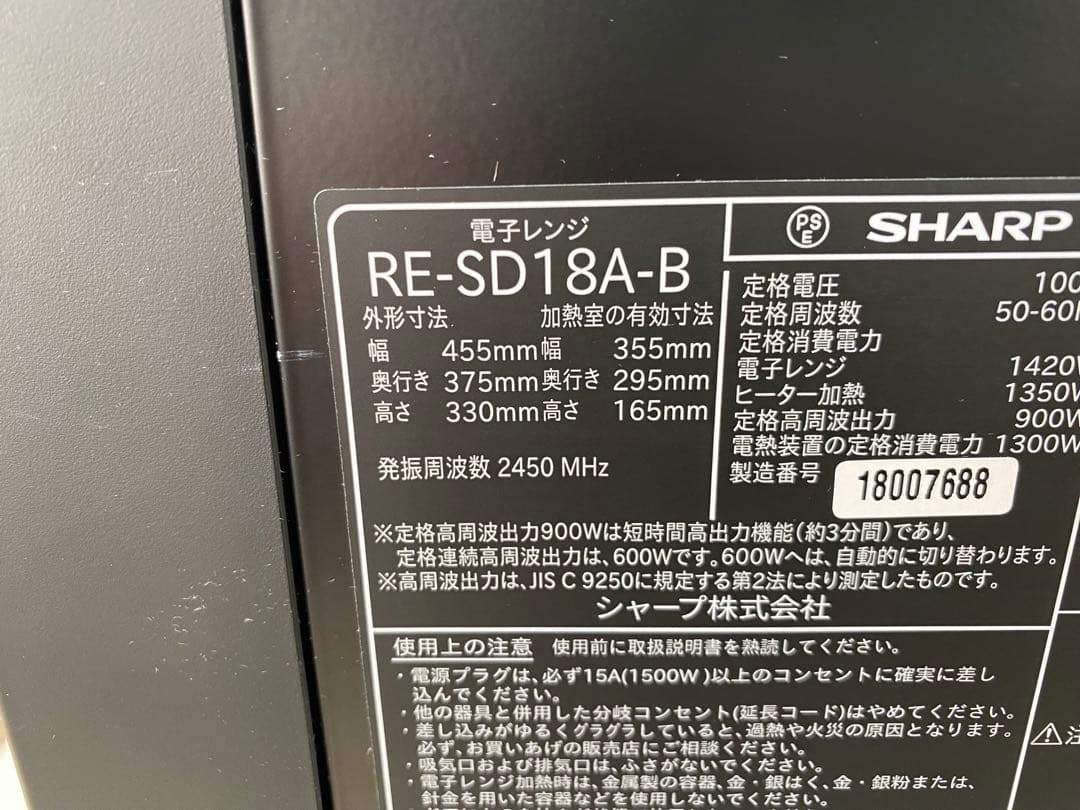 電子レンジ
RE-SD18A-B
外形寸法 加熱室の有効寸法
幅 455mm 幅 355mm
奥行き 375mm 奥行き 295mm
高さ 330mm 高さ 165mm
発振周波数 2450 MHz
PSE SHARP
定格電圧 100
定格周波数 50-60
定格消費電力
電子レンジ 1420W
ヒーター加熱 1350W
定格高周波出力 900W
電熱装置の定格消費電力 1300W
製造番号 18007688
※定格高周波出力900Wは短時間高出力機能(約3分間)であり、
定格連続高周波出力は、600Wです。600Wへは、自動的に切り替わります。
※高周波出力は、JIS C 9250に規定する第2法により測定したものです。
シャープ株式会社
使用上の注意 使用前に取扱説明書を熟読してください。
・電源プラグは、必ず15A(1500W)以上のコンセントに確実に差し
込んでください。
・他の器具と併用した分岐コンセント(延長コード)はやめてください。
・差し込みがゆるくグラグラしていると、過熱や火災の原因となります。
必ず、お買いあげの販売店にご相談ください。
・吸気口および排気口は、ふさがないでください。
・電子レンジ加熱時は、金属製の容器、金・銀はく、金・銀粉または、
針金を用いた容器などを使用しないでください。